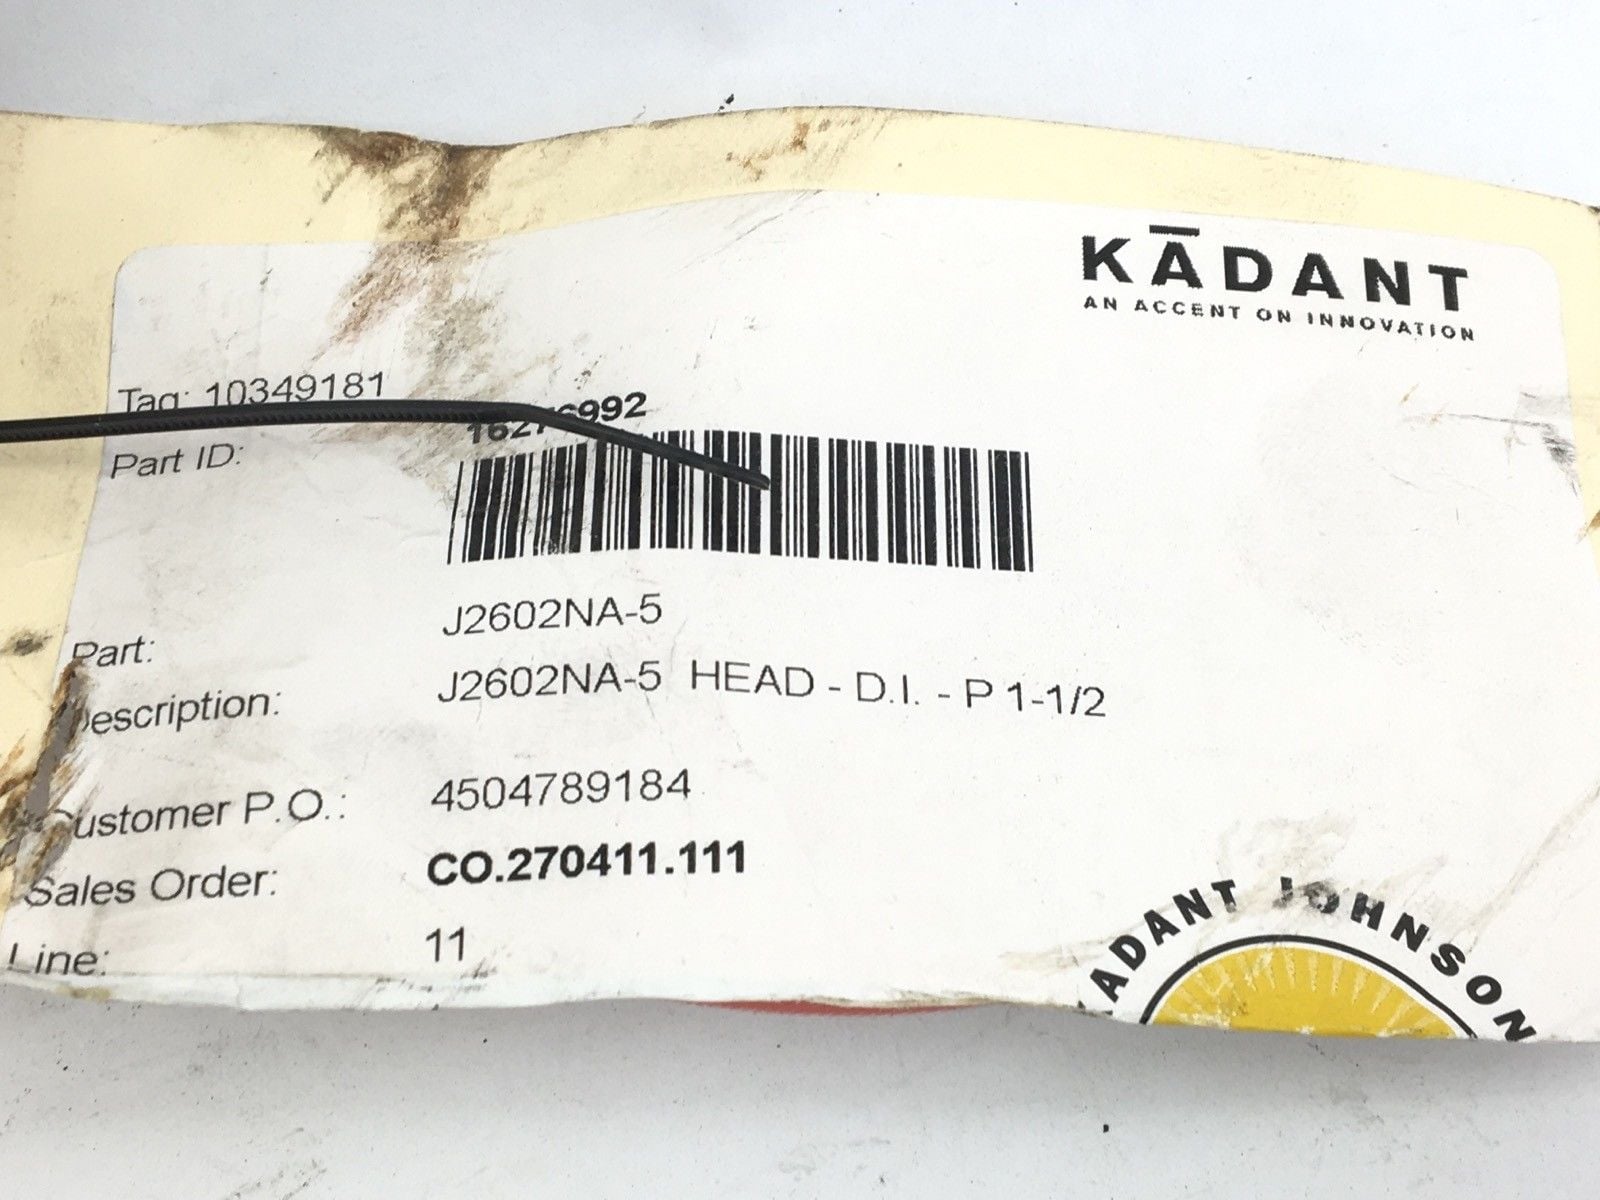 KĀDANT
AN ACCENT ON INNOVATION
Tag: 10349181
Part ID:
Part: J2602NA-5
Description: J2602NA-5 HEAD - D.I. - P 1-1/2
Customer P.O.: 4504789184
Sales Order: CO.270411.111
Line: 11
KADANT JOHNSON